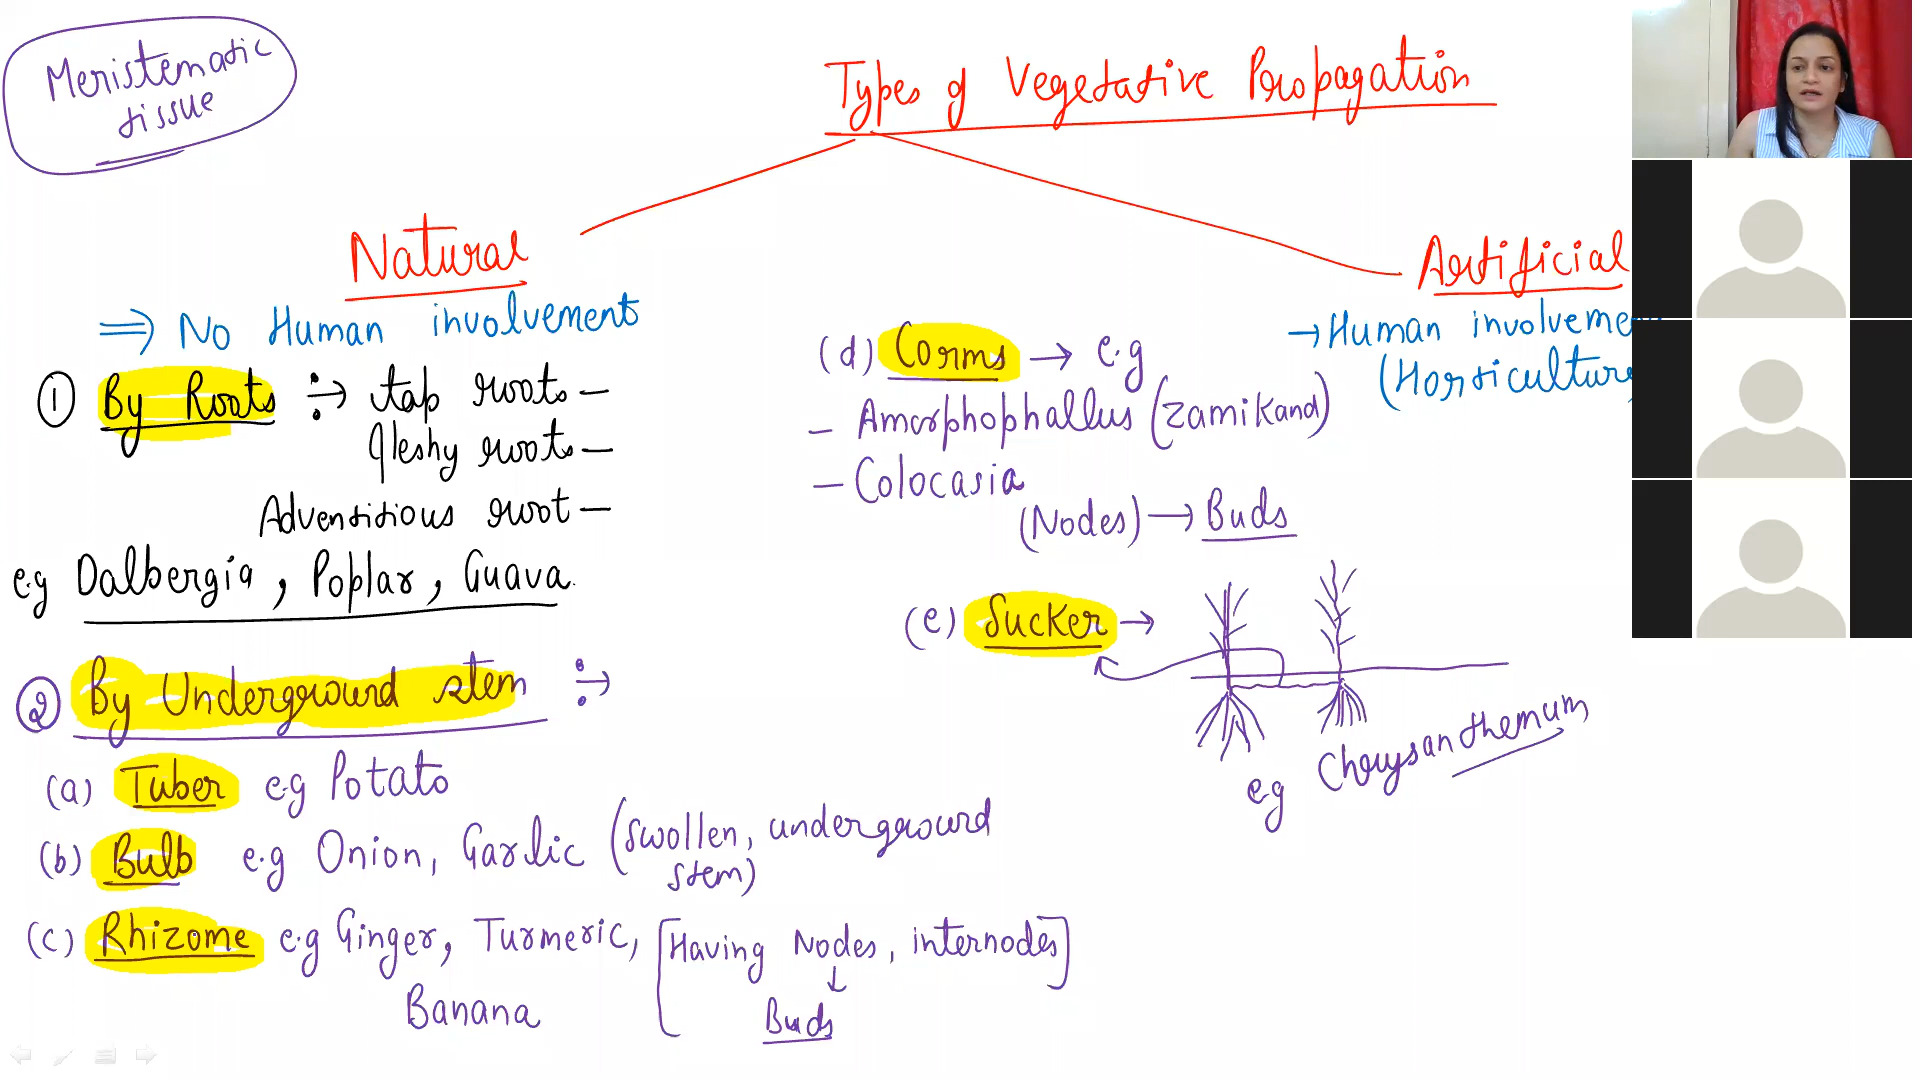 Meristematic
tissue
Types of Vegetative Propagation
Natural
⇒ No Human involvement
① By Roots ÷→ tap roots –
fleshy roots –
Adventitious root –
e.g Dalbergia, Poplar, Guava.
② By Underground stem ÷→
(a) Tuber e.g Potato
(b) Bulb e.g Onion, Garlic (swollen, underground
stem)
(c) Rhizome e.g Ginger, Turmeric, [Having Nodes, internodes]
↓
Banana
Buds
Artificial
→ Human involveme
(Horticultur
(d) Corms → e.g
– Amorphophallus (Zamikand)
– Colocasia
(Nodes) → Buds
(e) Sucker →
e.g Chrysanthemum